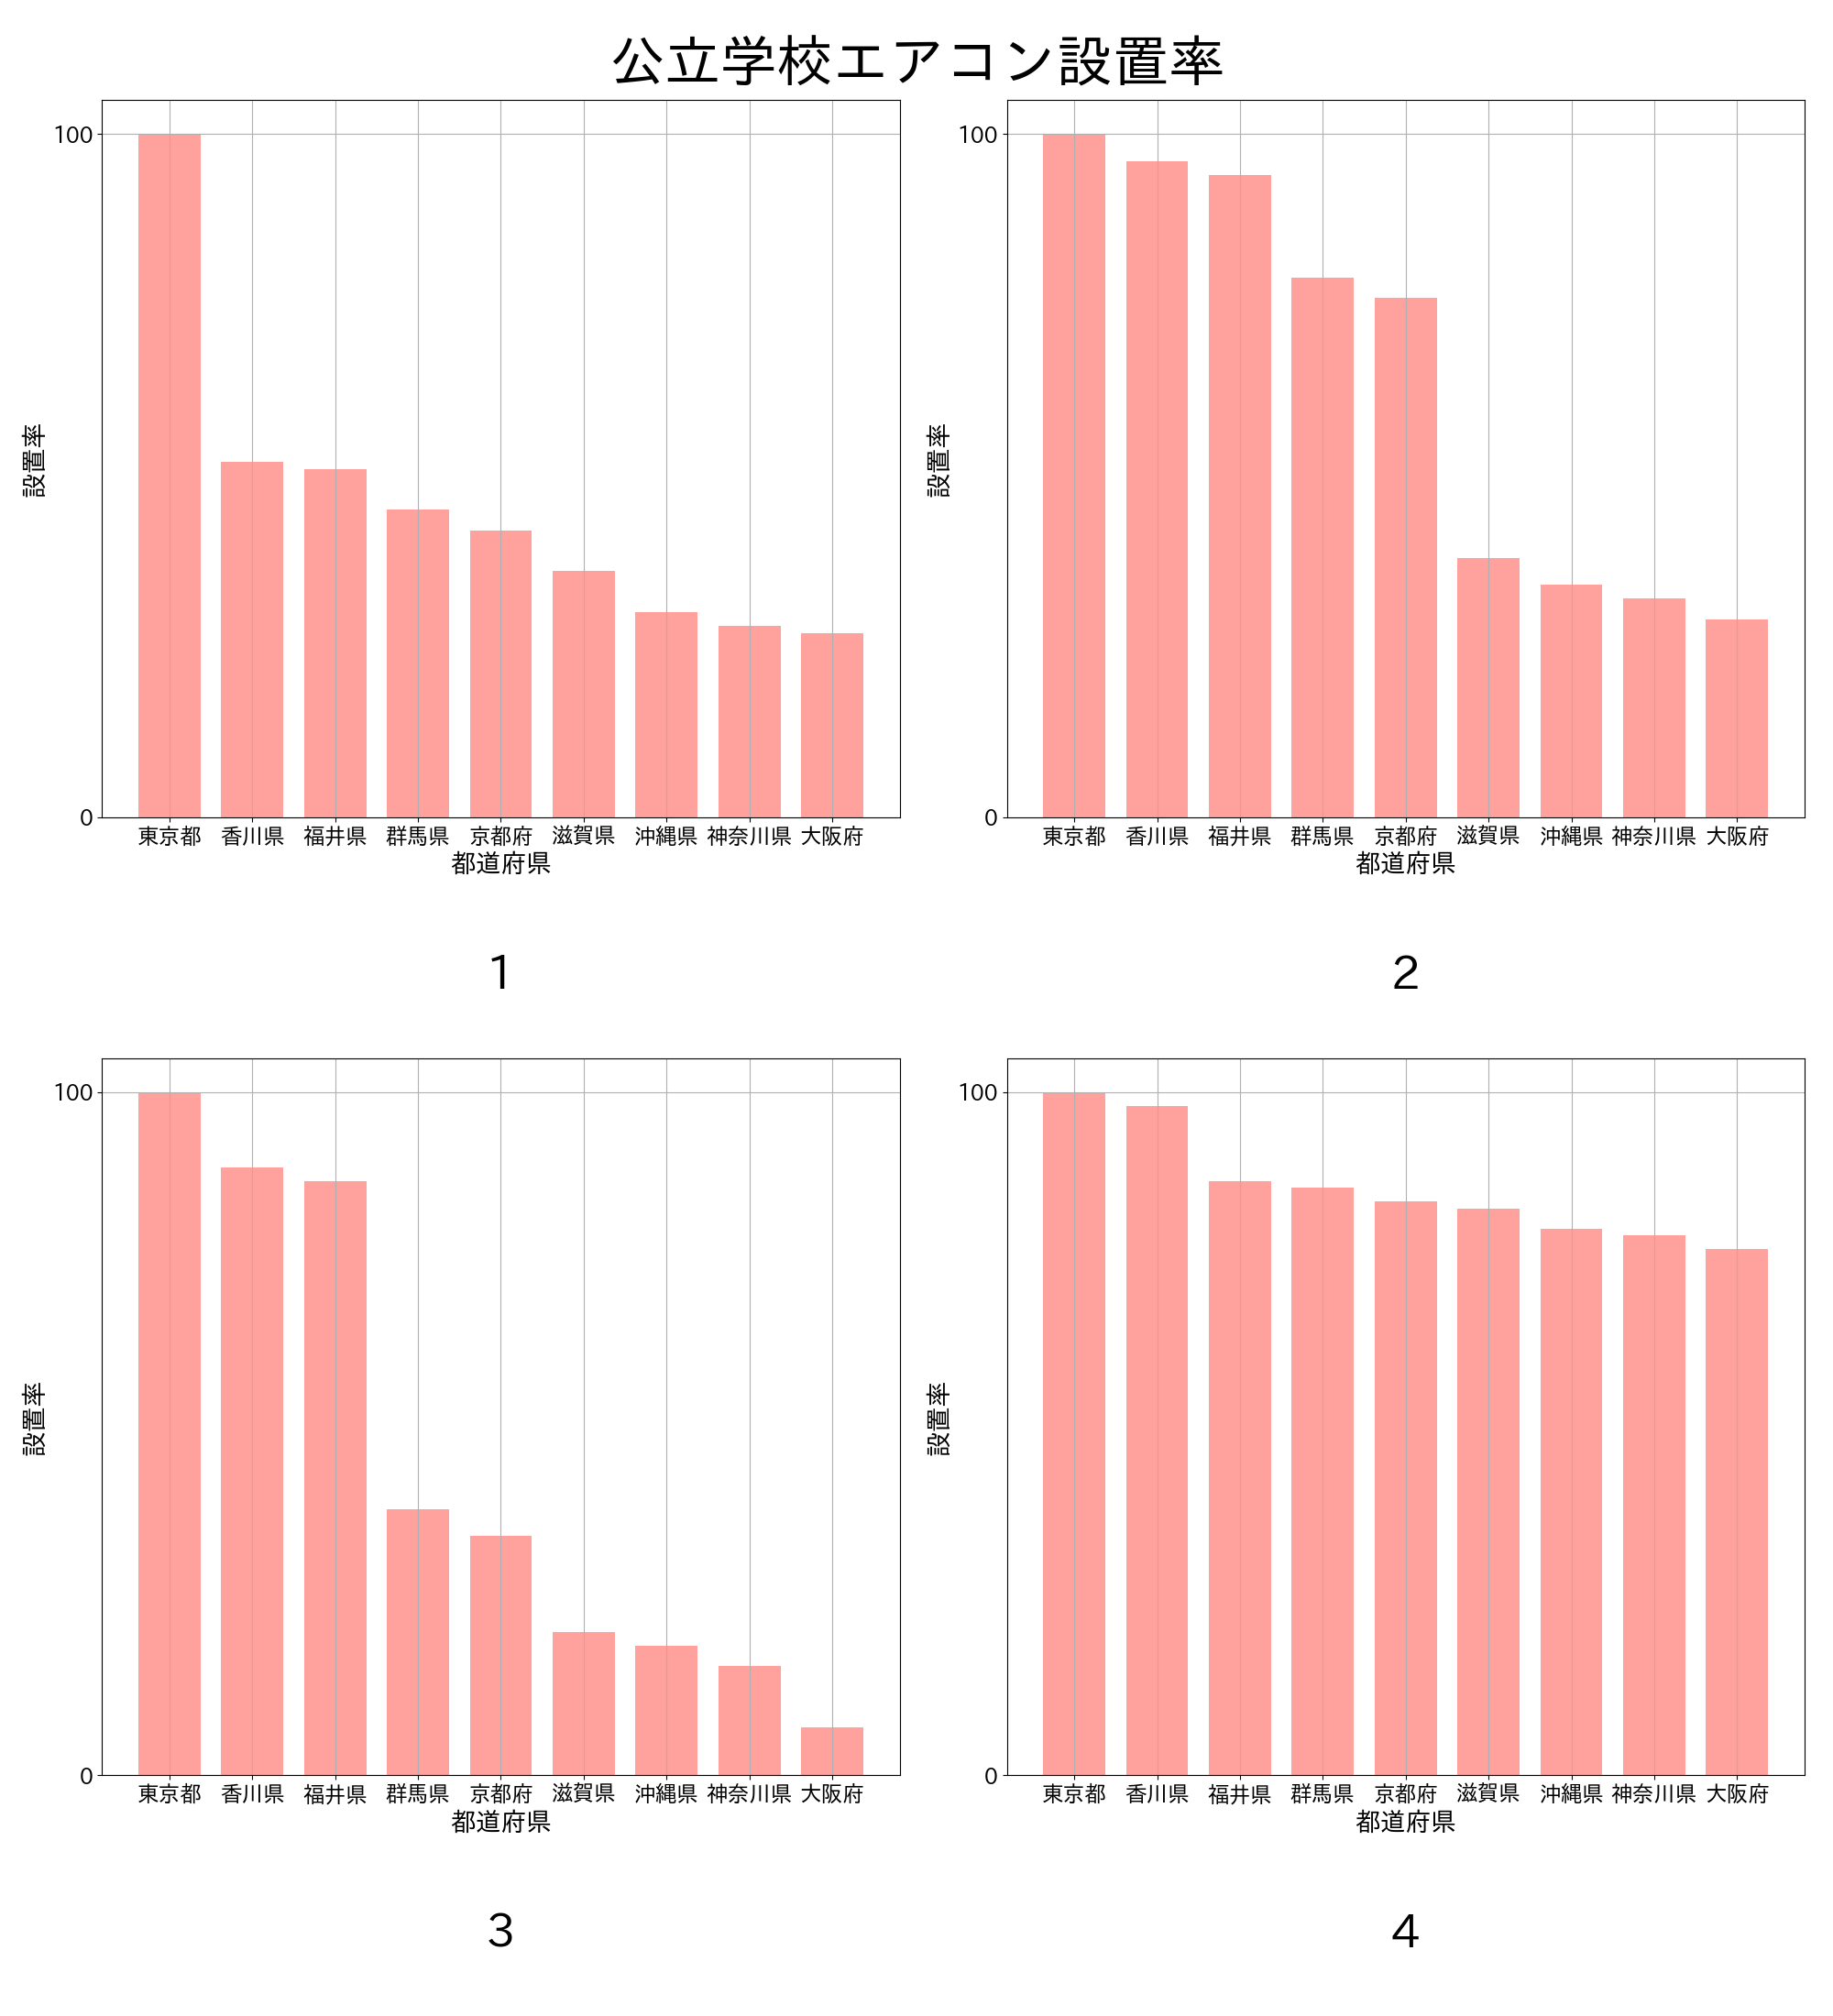 公立学校エアコン設置率
100
設置率
0
東京都 香川県 福井県 群馬県 京都府 滋賀県 沖縄県 神奈川県 大阪府
都道府県
1
100
設置率
0
東京都 香川県 福井県 群馬県 京都府 滋賀県 沖縄県 神奈川県 大阪府
都道府県
2
100
設置率
0
東京都 香川県 福井県 群馬県 京都府 滋賀県 沖縄県 神奈川県 大阪府
都道府県
3
100
設置率
0
東京都 香川県 福井県 群馬県 京都府 滋賀県 沖縄県 神奈川県 大阪府
都道府県
4